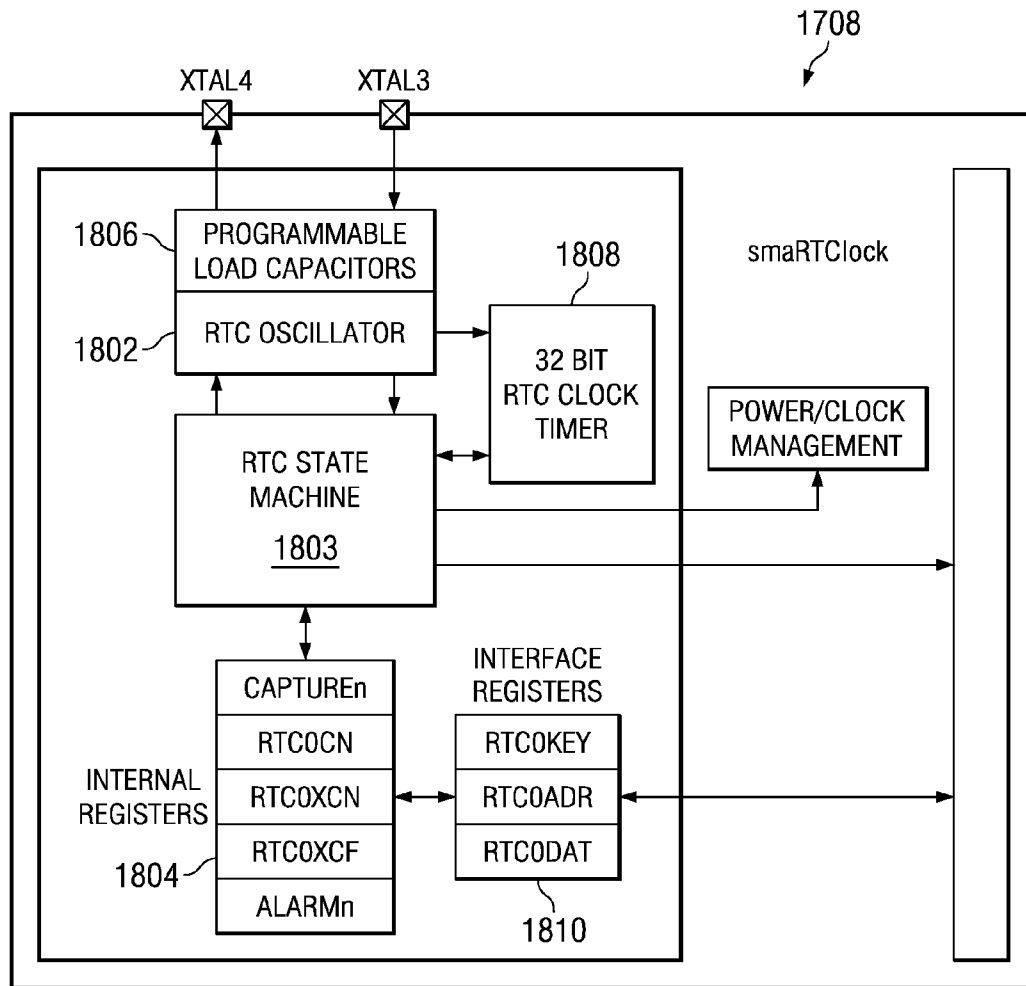 1708
XTAL4
XTAL3
1806
PROGRAMMABLE
LOAD CAPACITORS
1802
RTC OSCILLATOR
1808
32 BIT
RTC CLOCK
TIMER
smaRTClock
POWER/CLOCK
MANAGEMENT
RTC STATE
MACHINE
1803
INTERNAL
REGISTERS
1804
CAPTUREn
RTC0CN
RTC0XCN
RTC0XCF
ALARMn
INTERFACE
REGISTERS
RTC0KEY
RTC0ADR
RTC0DAT
1810